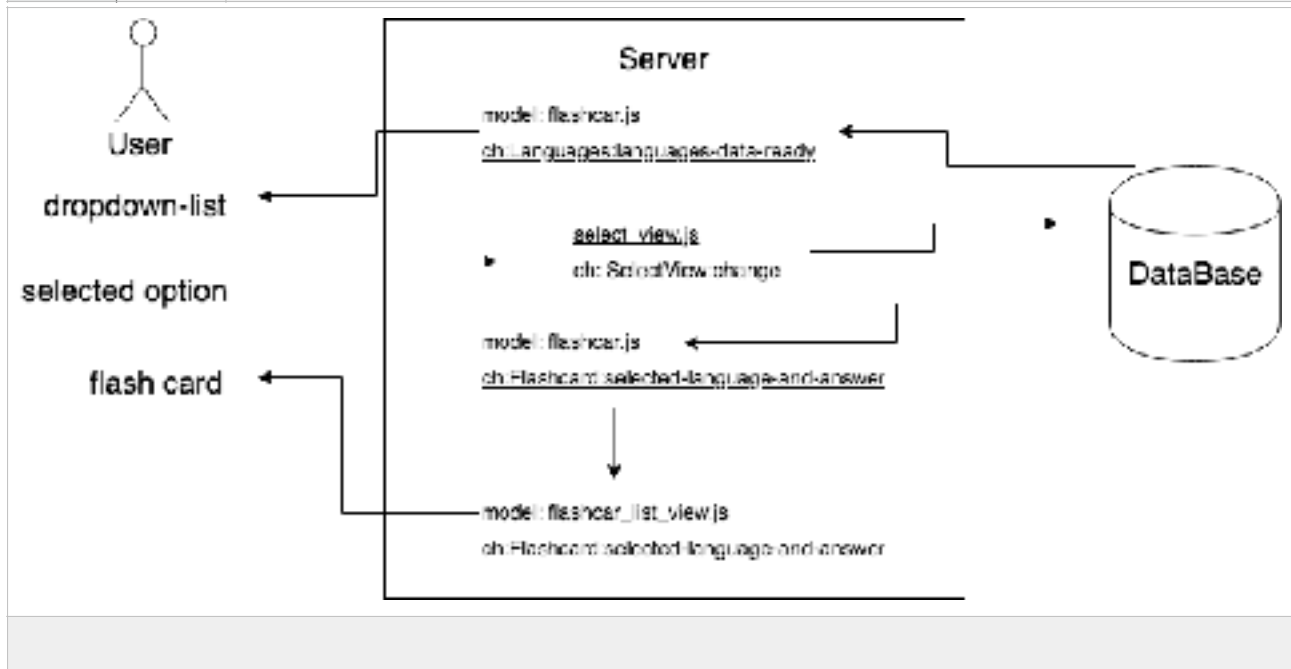 Server
model: flashcar.js
User
ch:Languages:languages-data-ready
dropdown-list
select_view.js
ch: SelectView:change
DataBase
selected option
model: flashcar.js
flash card
ch:Flashcard:selected-language-and-answer
model: flashcar_list_view.js
ch:Flashcard:selected-language-and-answer